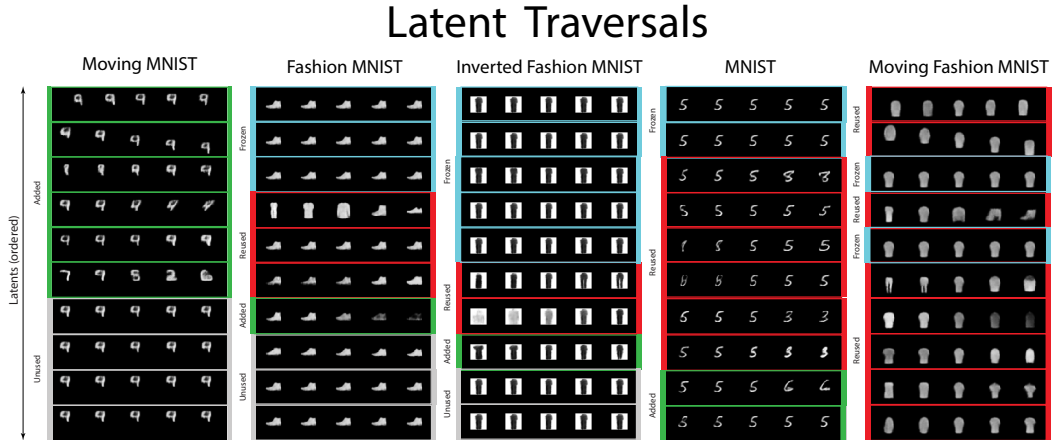 Latent Traversals
Moving MNIST
Fashion MNIST
Inverted Fashion MNIST
MNIST
Moving Fashion MNIST
Latents (ordered)
Added
Unused
Frozen
Reused
Added
Unused
Frozen
Reused
Added
Unused
Frozen
Reused
Added
Reused
Frozen
Reused
Frozen
Reused